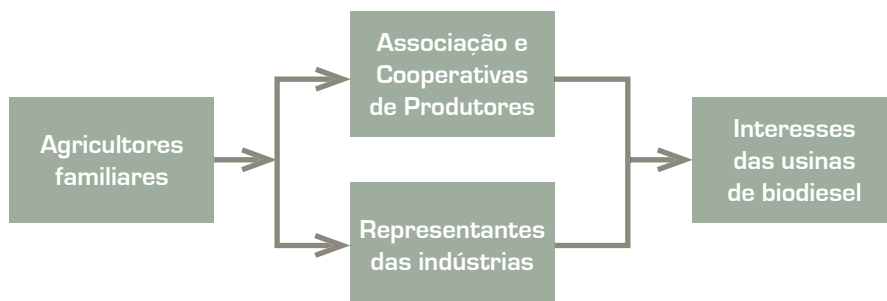 Agricultores
familiares
Associação e
Cooperativas
de Produtores
Representantes
das indústrias
Interesses
das usinas
de biodiesel